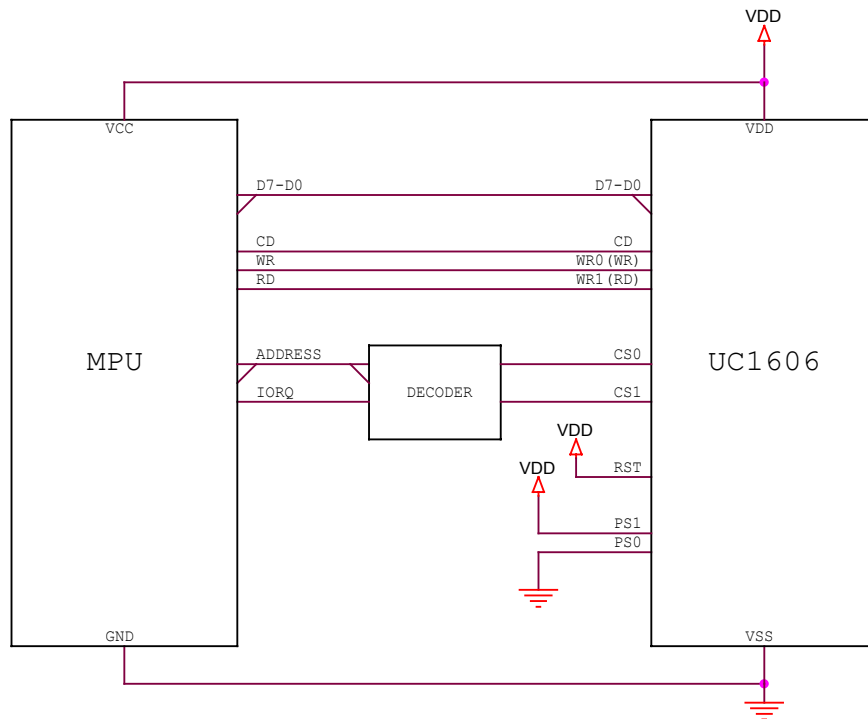 VDD
VCC VDD
D7-D0 D7-D0
CD CD
WR WR0(WR)
RD WR1(RD)
MPU ADDRESS CS0 UC1606
IORQ DECODER CS1
VDD
RST
VDD
PS1
PS0
GND VSS